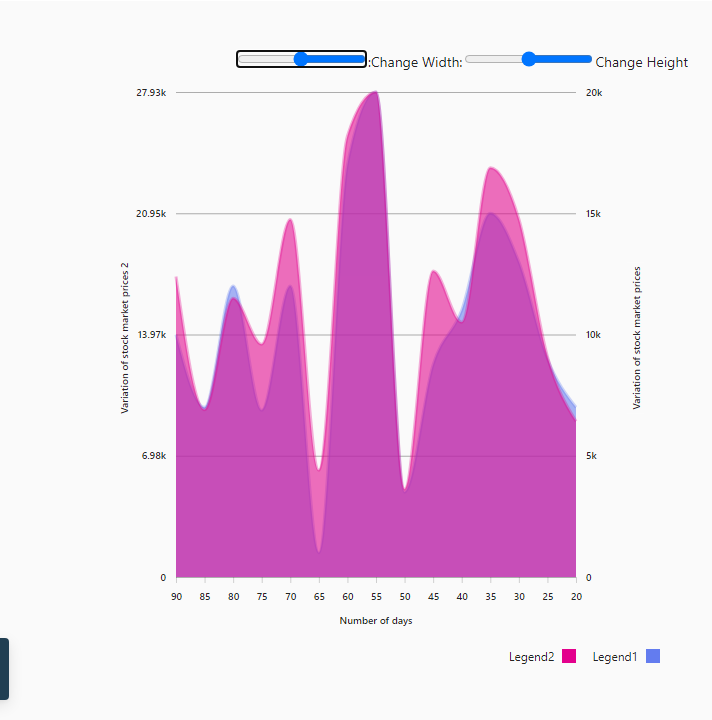 :Change Width: Change Height
27.93k
20.95k
13.97k
6.98k
0
Variation of stock market prices 2
20k
15k
10k
5k
0
Variation of stock market prices
90 85 80 75 70 65 60 55 50 45 40 35 30 25 20
Number of days
Legend2 Legend1